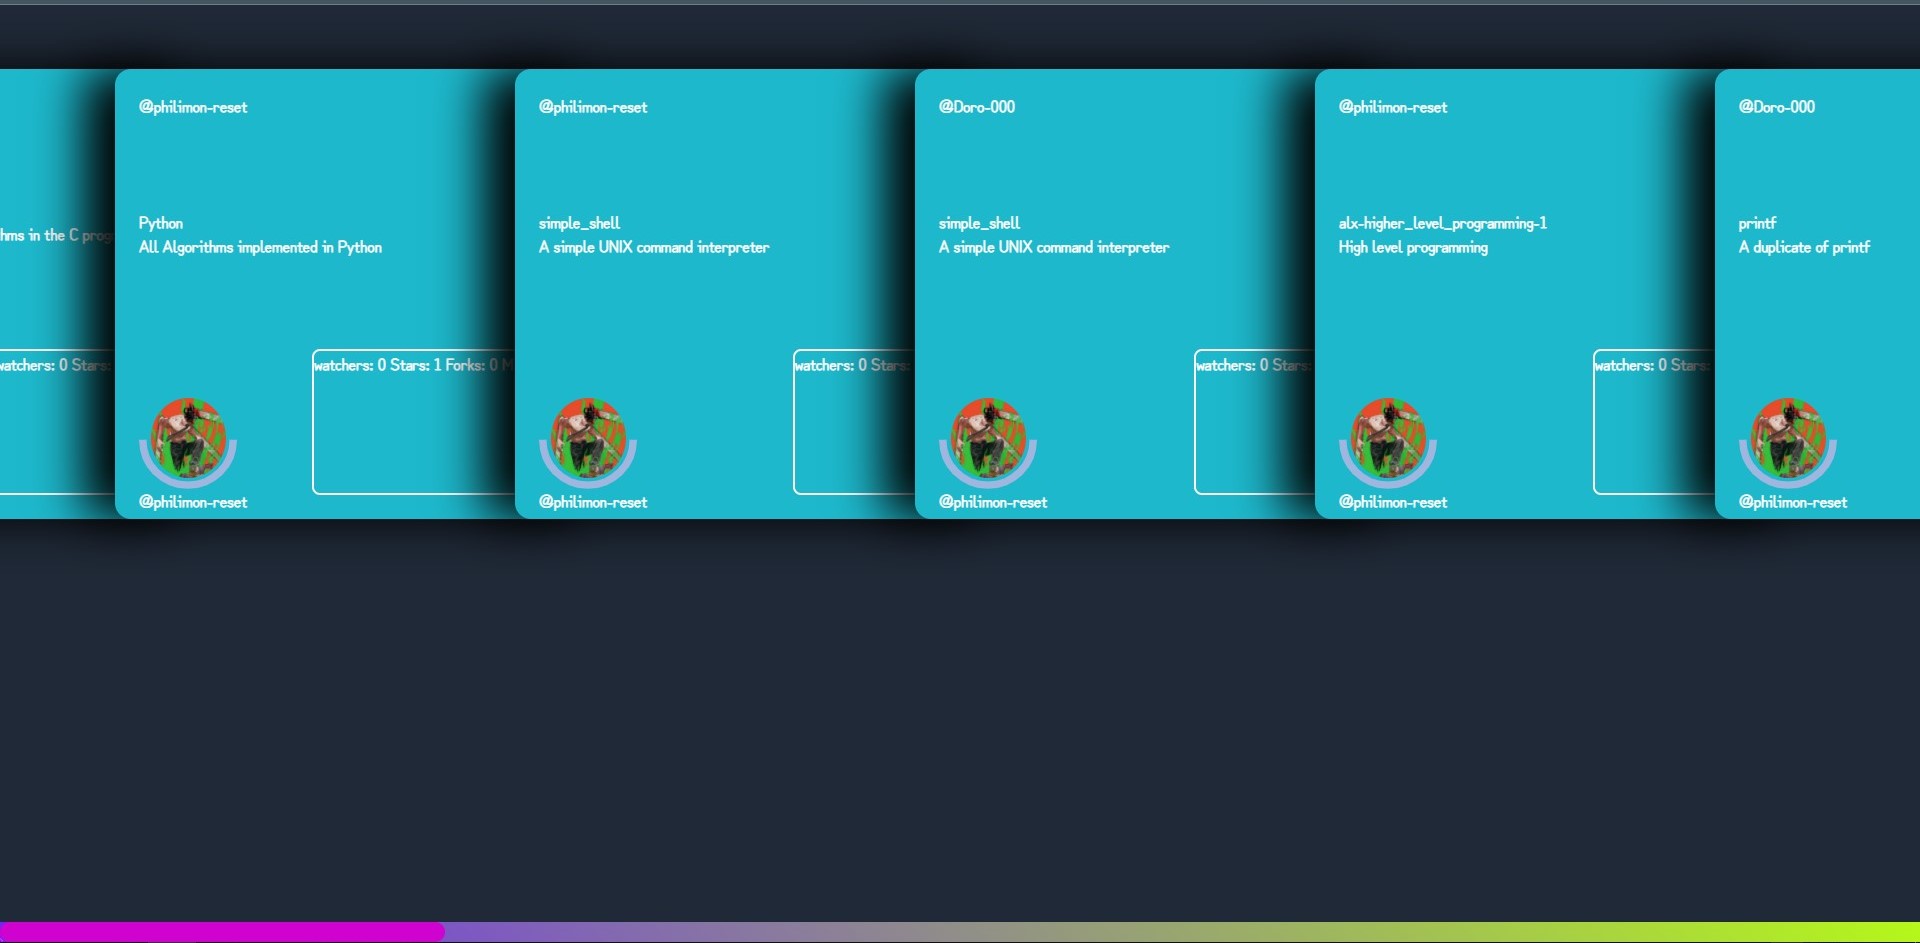 hms in the C prog
watchers: 0 Stars:
@philimon-reset
Python
All Algorithms implemented in Python
watchers: 0 Stars: 1 Forks: 0 M
@philimon-reset
@philimon-reset
simple_shell
A simple UNIX command interpreter
watchers: 0 Stars:
@philimon-reset
@Doro-000
simple_shell
A simple UNIX command interpreter
watchers: 0 Stars:
@philimon-reset
@philimon-reset
alx-higher_level_programming-1
High level programming
watchers: 0 Stars:
@philimon-reset
@Doro-000
printf
A duplicate of printf
@philimon-reset